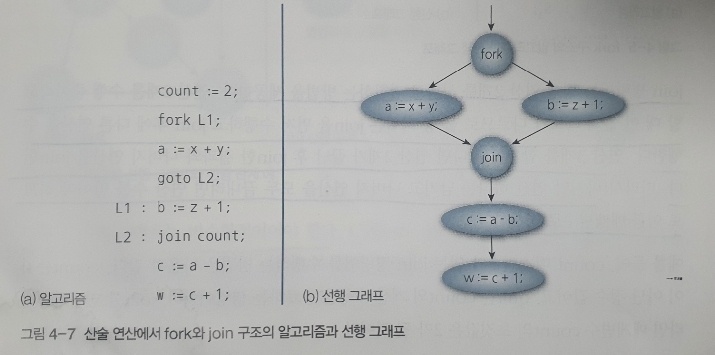 count := 2;
fork L1;
a := x + y;
goto L2;
L1 : b := z + 1;
L2 : join count;
c := a - b;
w := c + 1;
(a) 알고리즘
fork
a := x + y;
b := z + 1;
join
c := a - b;
w := c + 1;
(b) 선행 그래프
그림 4-7 산술 연산에서 fork와 join 구조의 알고리즘과 선행 그래프